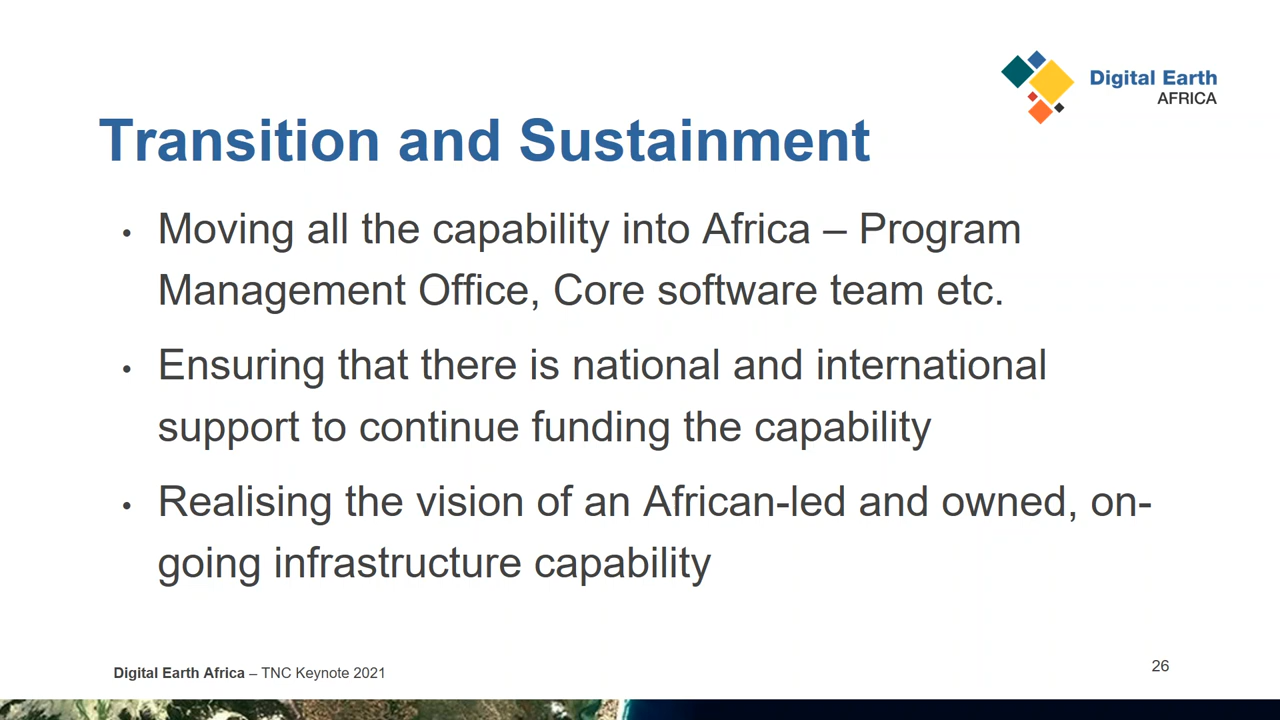 Digital Earth
AFRICA
Transition and Sustainment
• Moving all the capability into Africa – Program
Management Office, Core software team etc.
• Ensuring that there is national and international
support to continue funding the capability
• Realising the vision of an African-led and owned, on-
going infrastructure capability
Digital Earth Africa – TNC Keynote 2021
26